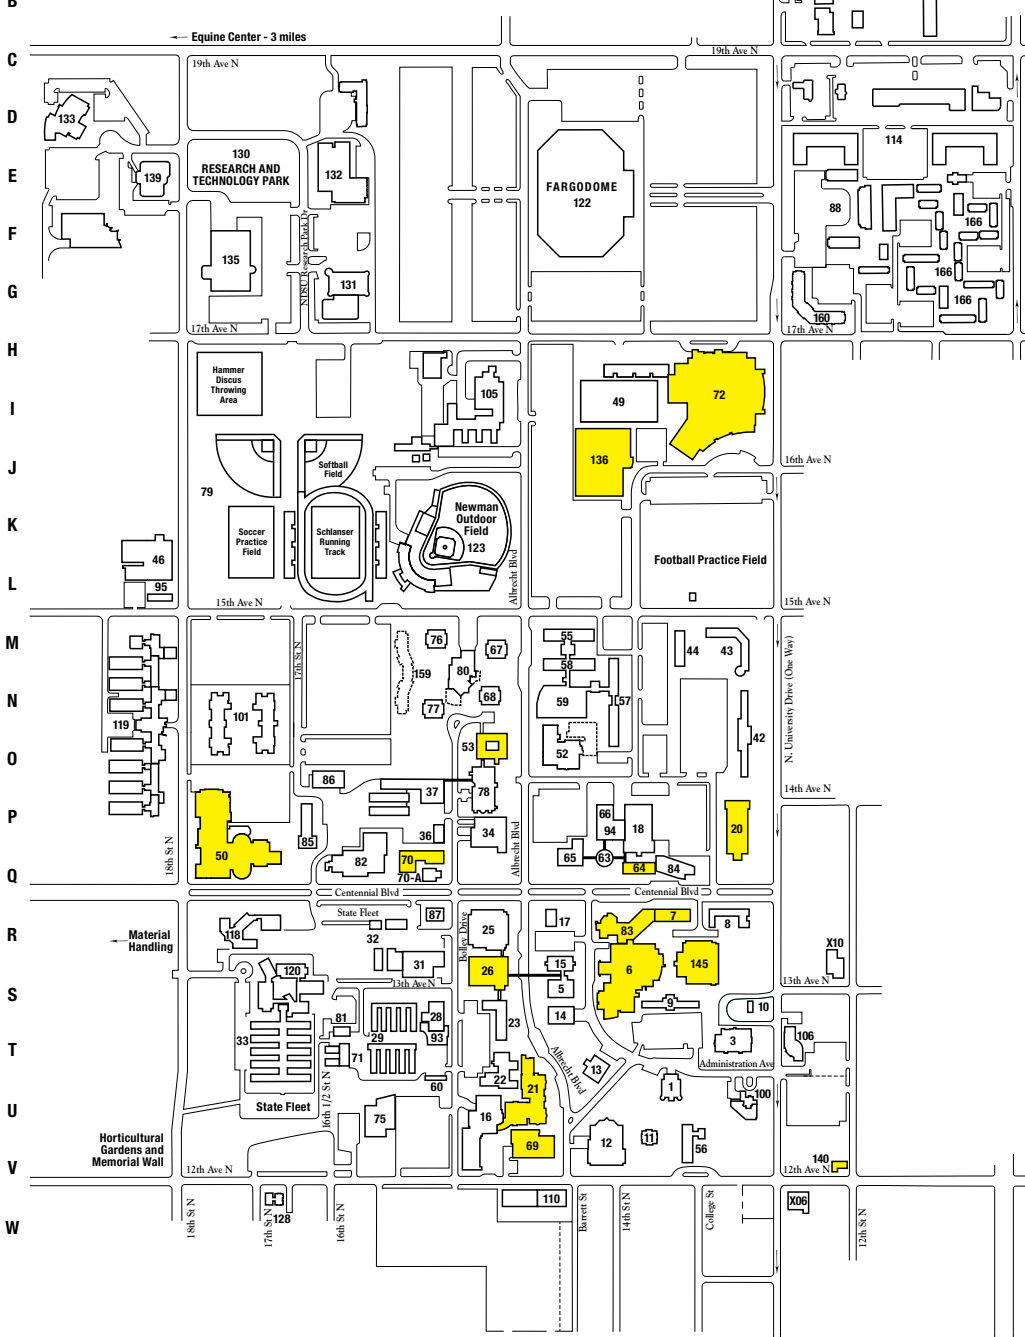 B
Equine Center - 3 miles
19th Ave N
C
19th Ave N
D
133
114
130
RESEARCH AND
TECHNOLOGY PARK
E
139
132
FARGODOME
122
88
166
F
NDSU Research Park Dr
135
166
G
131
166
160
17th Ave N
17th Ave N
H
Hammer
Discus
Throwing
Area
I
105
49
72
136
16th Ave N
J
Softball
Field
79
K
Soccer
Practice
Field
Schlanser
Running
Track
Newman
Outdoor
Field
123
46
Football Practice Field
Albrecht Blvd
L
95
15th Ave N
15th Ave N
M
76
67
55
44
43
17th St N
159
80
58
N. University Drive (One Way)
N
68
59
57
77
101
119
53
42
O
52
86
37
78
14th Ave N
P
66
94
18
20
36
34
85
Albrecht Blvd
18th St N
50
82
70
65
63
64
84
Q
70-A
Centennial Blvd
Centennial Blvd
State Fleet
87
17
7
8
R
Material
Handling
118
32
25
Bolley Drive
83
X10
31
15
6
145
120
26
13th Ave N
13th Ave N
S
5
9
10
81
28
14
23
33
29
93
3
106
T
71
13
Administration Ave
Albrecht Blvd
22
60
21
1
100
U
State Fleet
16 1/2 St N
75
16
12
11
56
Horticultural
Gardens and
Memorial Wall
69
140
V
12th Ave N
12th Ave N
110
X06
W
18th St N
17th St N
128
16th St N
Barrett St
14th St N
College St
12th St N